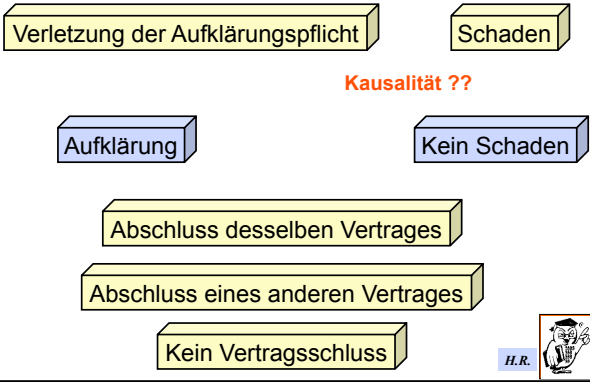 Verletzung der Aufklärungspflicht
Schaden
Kausalität ??
Aufklärung
Kein Schaden
Abschluss desselben Vertrages
Abschluss eines anderen Vertrages
Kein Vertragsschluss
H.R.